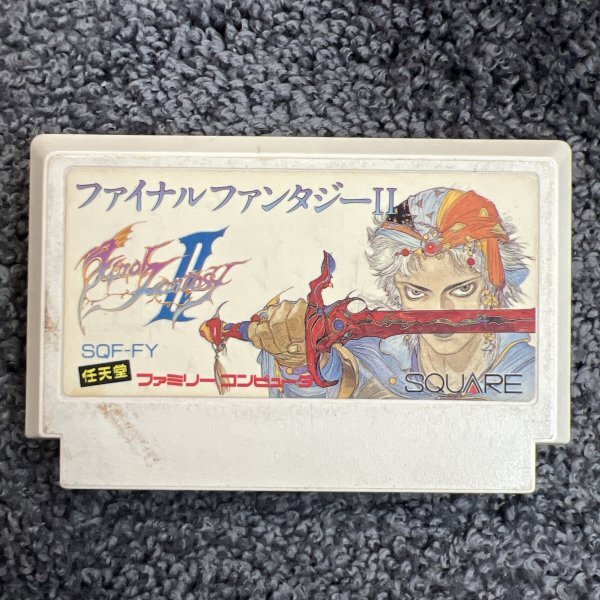 ファイナルファンタジーII
Final Fantasy II
SQF-FY
任天堂 ファミリーコンピュータ
SQUARE